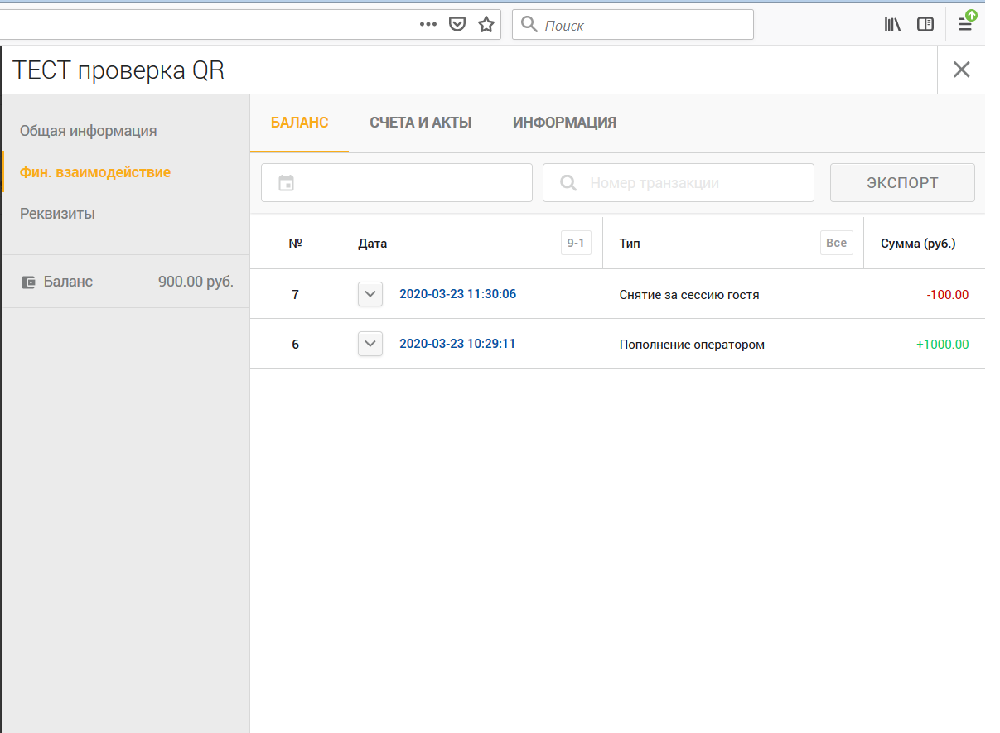 Поиск
ТЕСТ проверка QR
Общая информация
Фин. взаимодействие
Реквизиты
Баланс 900.00 руб.
БАЛАНС СЧЕТА И АКТЫ ИНФОРМАЦИЯ
Номер транзакции ЭКСПОРТ
№ Дата 9-1 Тип Все Сумма (руб.)
7 2020-03-23 11:30:06 Снятие за сессию гостя -100.00
6 2020-03-23 10:29:11 Пополнение оператором +1000.00